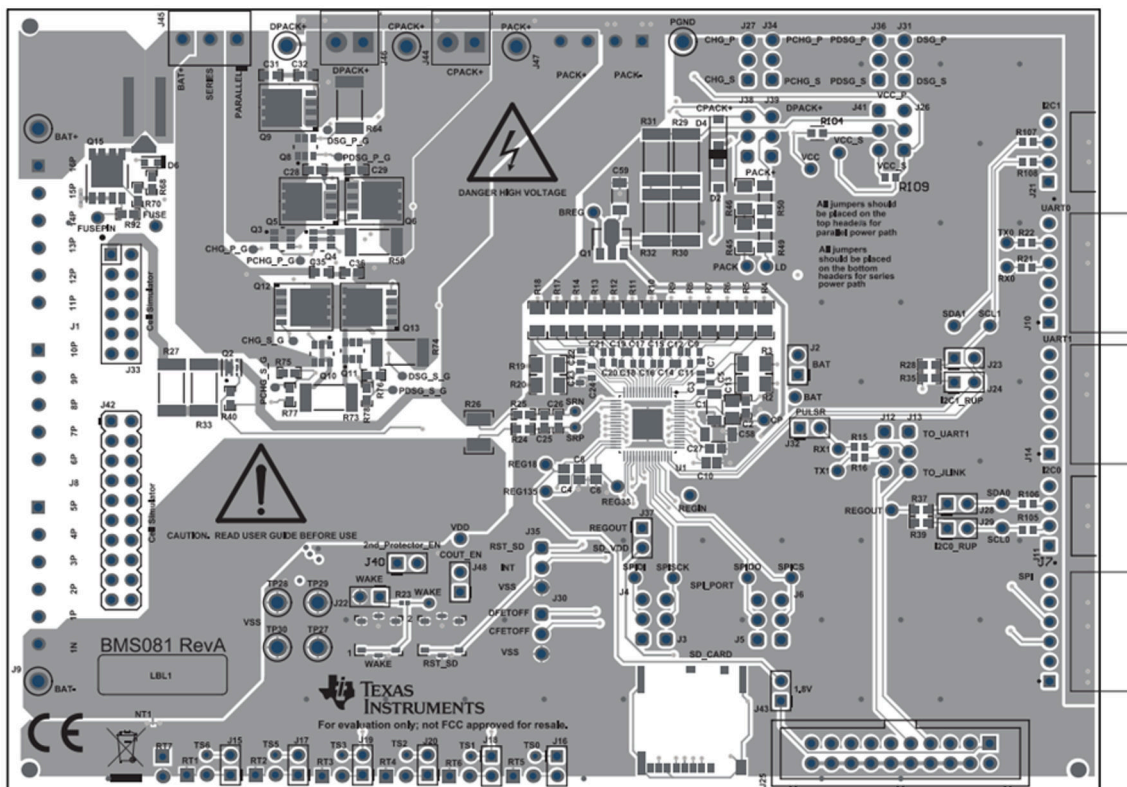 J45
DPACK+
CPACK+
PACK+
PGND
J27
J34
J36
J31
BAT+
SERIES
PARALLEL
C31
C32
J46
DPACK+
J44
CPACK+
J47
PACK+
PACK-
CHG_P
PCHG_P
PDSG_P
DSG_P
CHG_S
PCHG_S
PDSG_S
DSG_S
VCC_P
BAT+
Q15
D6
Q9
R64
DSG_P_G
Q8
PDSG_P_G
C28
C29
DANGER HIGH VOLTAGE
R31
R29
CPACK+
D4
J38
J39
DPACK+
J41
J26
R104
VCC_S
VCC
VCC_S
R109
I2C1
R107
R108
J21
16P
15P
14P
13P
12P
11P
10P
9P
8P
7P
6P
5P
4P
3P
2P
1P
1N
R68
R70
R92
FUSE
FUSEPIN
Q5
Q6
Q3
CHG_P_G
Q4
PCHG_P_G
R58
C35
C36
C59
BREG
Q1
R32
R30
D2
PACK+
R46
R50
R45
R49
PACK
LD
All jumpers should
be placed on the
top headers for
parallel power path
All jumpers
should be placed
on the bottom
headers for series
power path
UART0
TX0
R22
R21
RX0
J10
J1
Cell Simulator
J33
Q12
Q13
CHG_S_G
R27
Q2
R75
PCHG_S_G
Q10
Q11
R74
R76
DSG_S_G
PDSG_S_G
R77
R73
R78
R40
R33
R18
R17
R14
R13
R12
R11
R10
R9
R8
R7
R6
R5
R4
R19
R20
R3
R2
J2
BAT
BAT
SDA1
SCL1
R28
R35
J23
J24
I2C1_RUP
UART1
J14
R26
R25
R24
C26
C25
SRN
SRP
C58
C27
C10
U1
PULSR
J32
RX1
TX1
R15
R16
J12
J13
TO_UART1
TO_JLINK
J42
J8
Cell Simulator
CAUTION. READ USER GUIDE BEFORE USE
REG18
REG135
C4
C6
REG33
REGIN
REGOUT
R37
R39
J28
J29
SDA0
SCL0
I2C0_RUP
R106
R105
I2C0
J11
J7
SPI
VDD
2nd_Protector_EN
J40
COUT_EN
J48
RST_SD
J35
INT
VSS
REGOUT
J37
SD_VDD
SPIDI
SPISCK
SPI_PORT
SPIDO
SPICS
J4
J3
J5
J6
TP28
TP29
VSS
TP30
TP27
J22
WAKE
R23
WAKE
2
1
WAKE
RST_SD
J30
DFETOFF
CFETOFF
VSS
SD_CARD
1.8V
J43
J9
BAT-
BMS081 RevA
LBL1
TEXAS
INSTRUMENTS
For evaluation only; not FCC approved for resale.
CE
NT1
RT7
RT1
TS6
J15
RT2
TS5
J17
RT3
TS3
J19
RT4
TS2
J20
RT6
TS1
J18
RT5
TS0
J16
J25